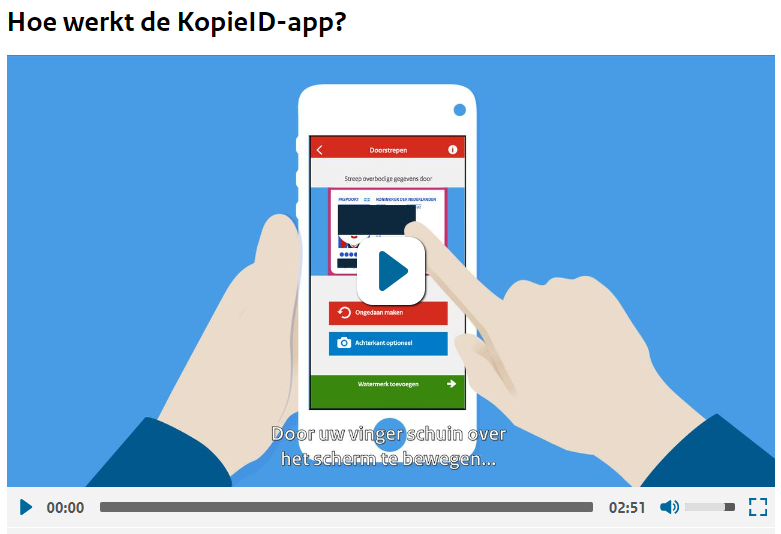 Hoe werkt de KopieID-app?
Doorstrepen
Streep overbodige gegevens door
PASPOORT
KONINKRIJK DER NEDERLANDEN
Ongedaan maken
Achterkant optioneel
Watermerk toevoegen
Door uw vinger schuin over
het scherm te bewegen...
00:00
02:51